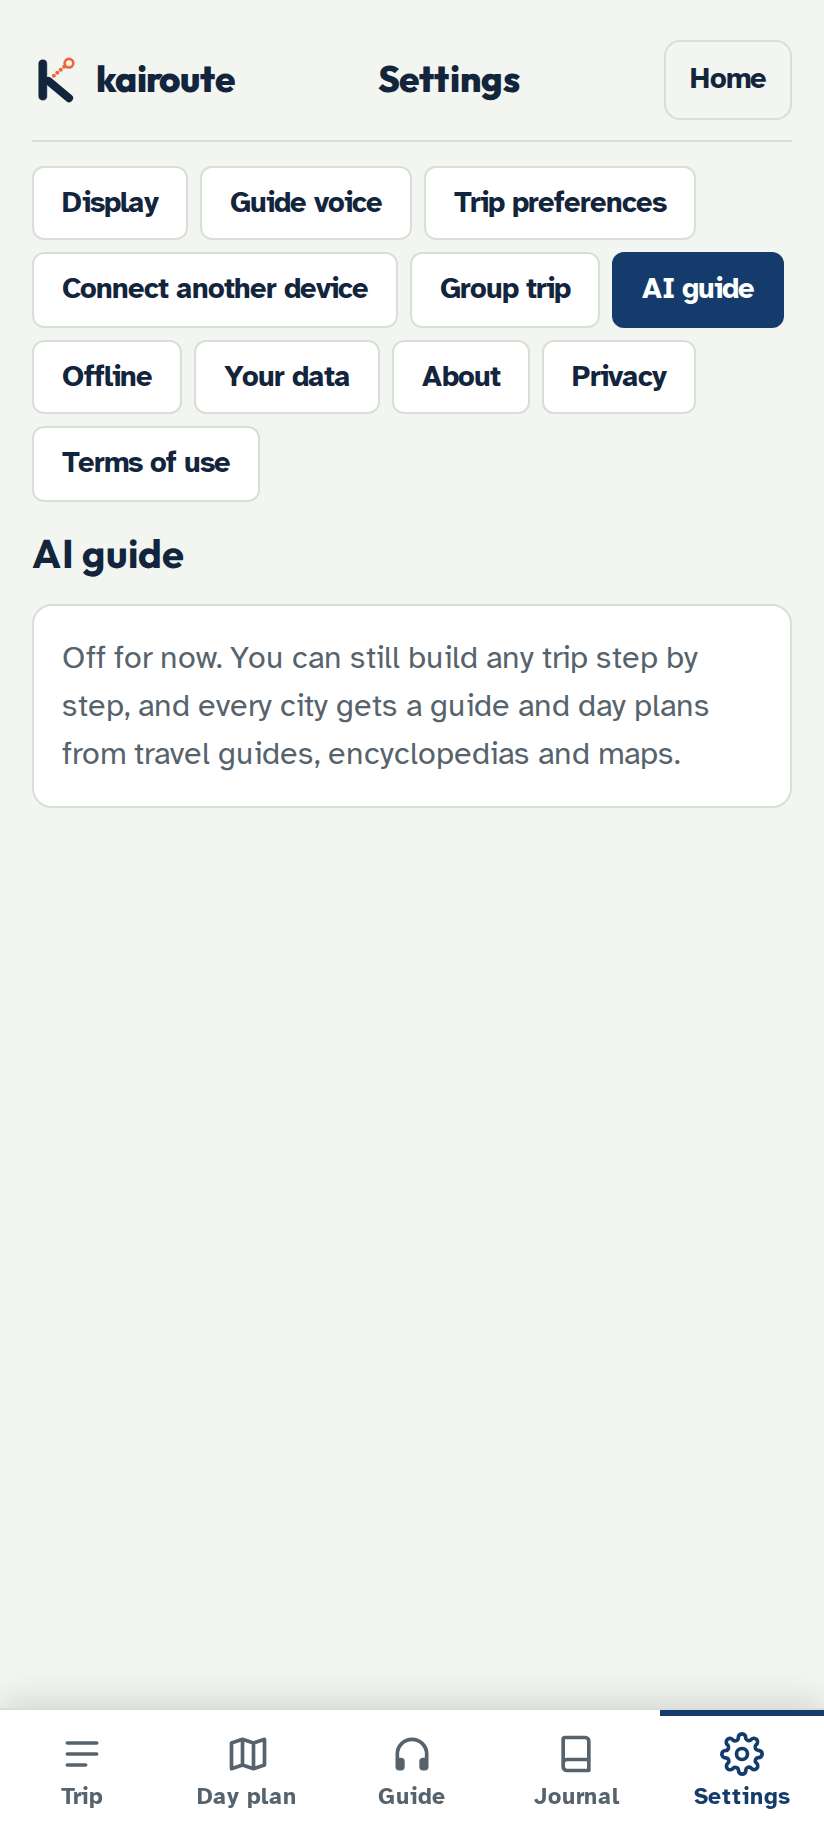 kairoute
Settings
Home
Display
Guide voice
Trip preferences
Connect another device
Group trip
AI guide
Offline
Your data
About
Privacy
Terms of use
AI guide
Off for now. You can still build any trip step by
step, and every city gets a guide and day plans
from travel guides, encyclopedias and maps.
Trip
Day plan
Guide
Journal
Settings